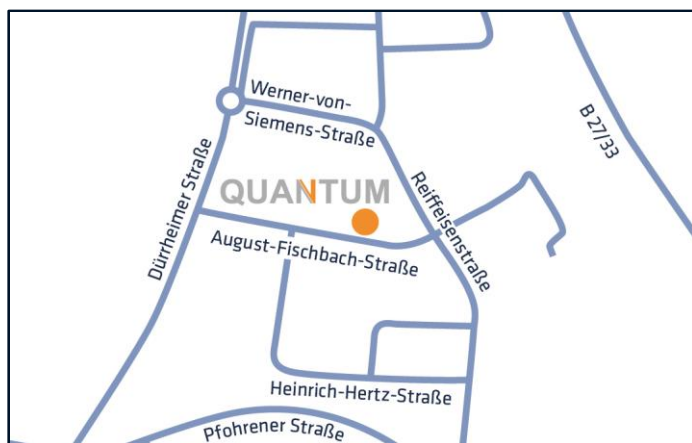 Werner-von-
Siemens-Straße
B 27/33
Dürrheimer Straße
QUANTUM
Reiffeisenstraße
August-Fischbach-Straße
Heinrich-Hertz-Straße
Pfohrener Straße